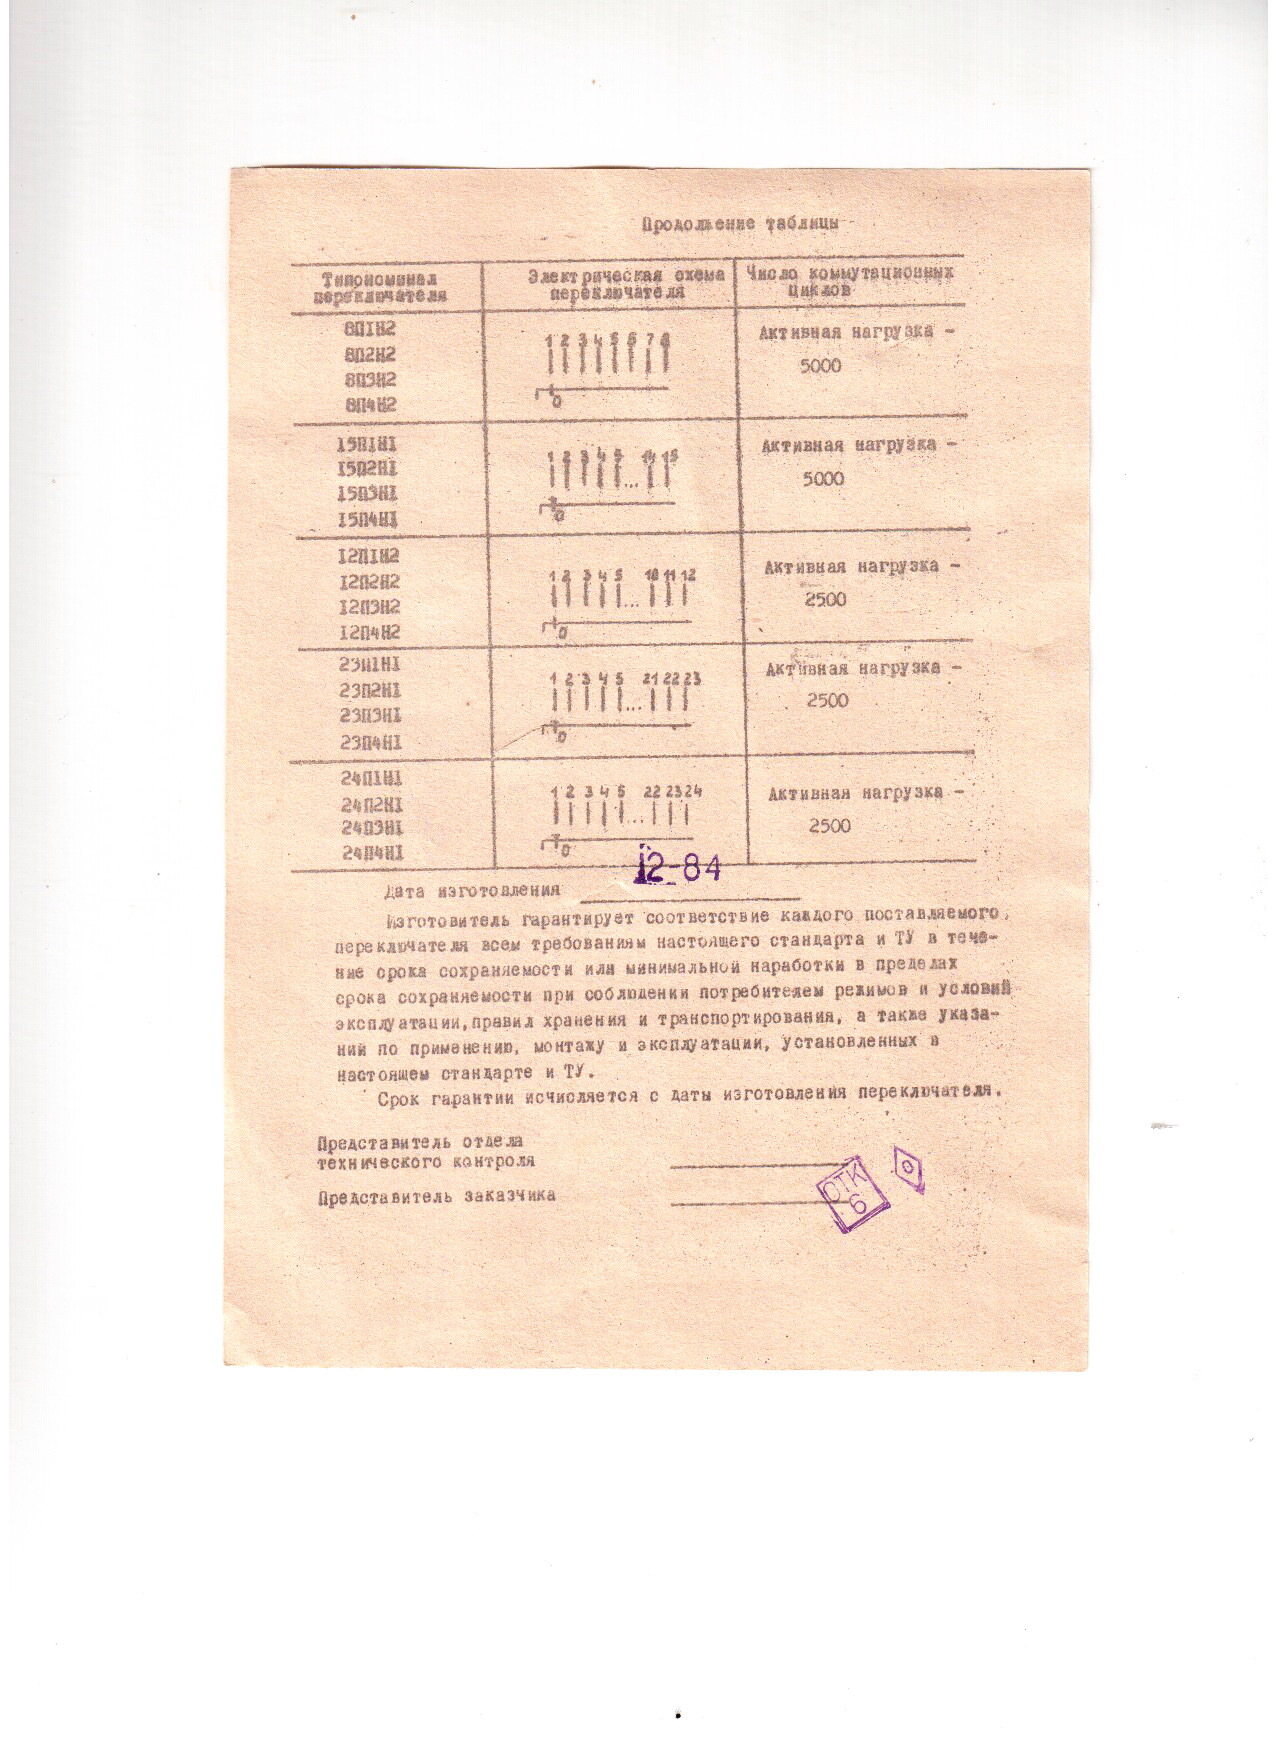 Продолжение таблицы
Типономинал переключателя
Электрическая схема переключателя
Число коммутационных циклов
8П1Н2
8П2Н2
8П3Н2
8П4Н2
1 2 3 4 5 6 7 8
0
Активная нагрузка -
5000
15П1Н1
15П2Н1
15П3Н1
15П4Н1
1 2 3 4 5 ... 14 15
0
Активная нагрузка -
5000
12П1Н2
12П2Н2
12П3Н2
12П4Н2
1 2 3 4 5 ... 10 11 12
0
Активная нагрузка -
2500
23П1Н1
23П2Н1
23П3Н1
23П4Н1
1 2 3 4 5 ... 21 22 23
0
Активная нагрузка -
2500
24П1Н1
24П2Н1
24П3Н1
24П4Н1
1 2 3 4 5 ... 22 23 24
0
Активная нагрузка -
2500
Дата изготовления 12-84
Изготовитель гарантирует соответствие каждого поставляемого
переключателя всем требованиям настоящего стандарта и ТУ в тече-
ние срока сохраняемости или минимальной наработки в пределах
срока сохраняемости при соблюдении потребителем режимов и условий
эксплуатации, правил хранения и транспортирования, а также указа-
ний по применению, монтажу и эксплуатации, установленных в
настоящем стандарте и ТУ.
Срок гарантии исчисляется с даты изготовления переключателя.
Представитель отдела
технического контроля
Представитель заказчика
ОТК
6
О